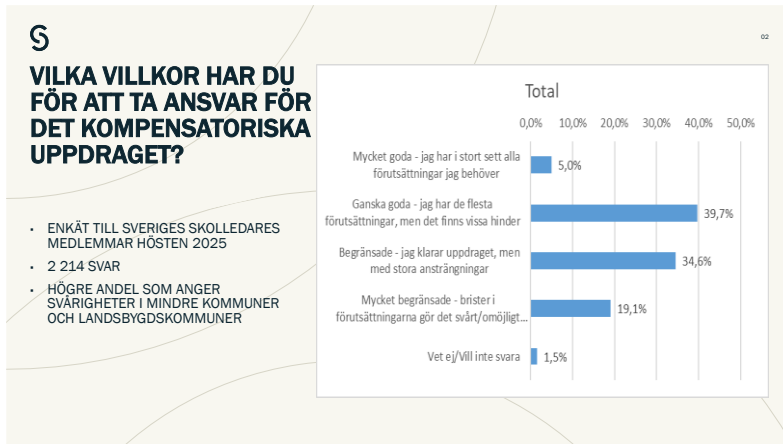 02
VILKA VILLKOR HAR DU
FÖR ATT TA ANSVAR FÖR
DET KOMPENSATORISKA
UPPDRAGET?
• ENKÄT TILL SVERIGES SKOLLEDARES
MEDLEMMAR HÖSTEN 2025
• 2 214 SVAR
• HÖGRE ANDEL SOM ANGER
SVÅRIGHETER I MINDRE KOMMUNER
OCH LANDSBYGDSKOMMUNER
Total
0,0% 10,0% 20,0% 30,0% 40,0% 50,0%
Mycket goda - jag har i stort sett alla
förutsättningar jag behöver
5,0%
Ganska goda - jag har de flesta
förutsättningar, men det finns vissa hinder
39,7%
Begränsade - jag klarar uppdraget, men
med stora ansträngningar
34,6%
Mycket begränsade - brister i
förutsättningarna gör det svårt/omöjligt...
19,1%
Vet ej/Vill inte svara
1,5%